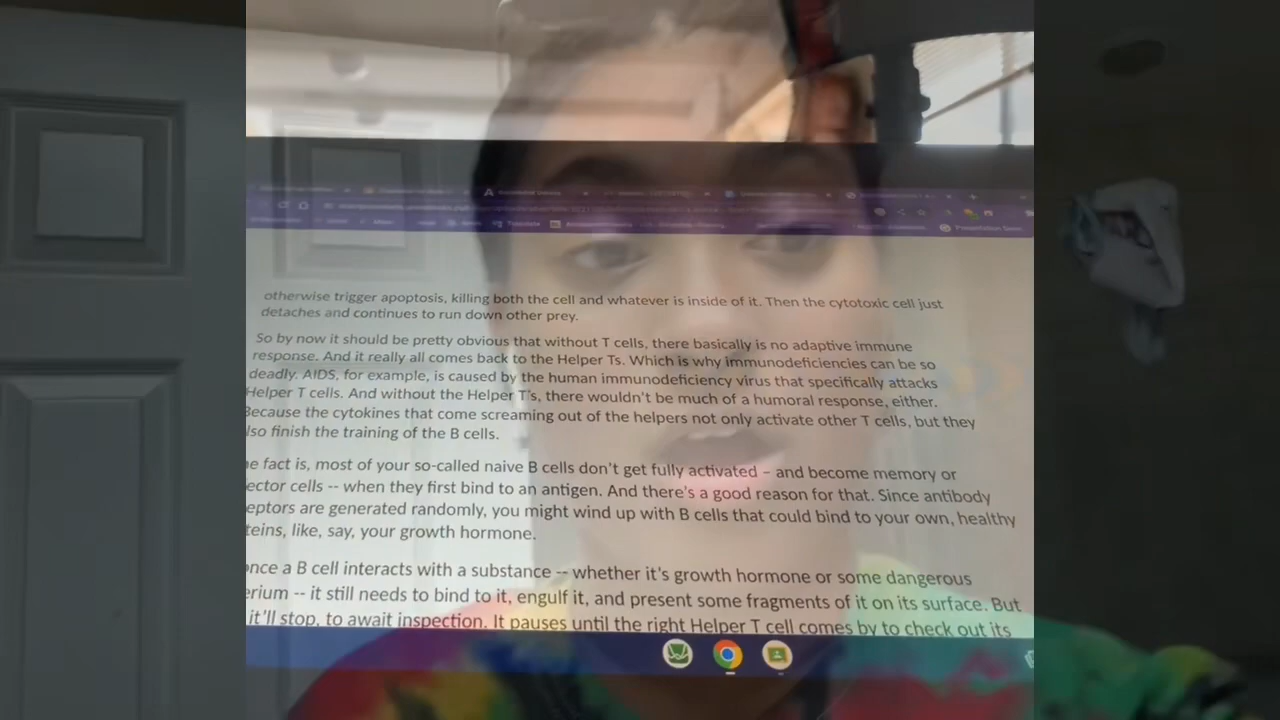 Translate
otherwise trigger apoptosis, killing both the cell and whatever is inside of it. Then the cytotoxic cell just
detaches and continues to run down other prey.
So by now it should be pretty obvious that without T cells, there basically is no adaptive immune
response. And it really all comes back to the Helper Ts. Which is why immunodeficiencies can be so
deadly. AIDS, for example, is caused by the human immunodeficiency virus that specifically attacks
Helper T cells. And without the Helper T's, there wouldn't be much of a humoral response, either.
Because the cytokines that come screaming out of the helpers not only activate other T cells, but they
lso finish the training of the B cells.
e fact is, most of your so-called naive B cells don't get fully activated – and become memory or
ector cells -- when they first bind to an antigen. And there's a good reason for that. Since antibody
eptors are generated randomly, you might wind up with B cells that could bind to your own, healthy
teins, like, say, your growth hormone.
nce a B cell interacts with a substance -- whether it's growth hormone or some dangerous
erium -- it still needs to bind to it, engulf it, and present some fragments of it on its surface. But
it'll stop, to await inspection. It pauses until the right Helper T cell comes by to check out its